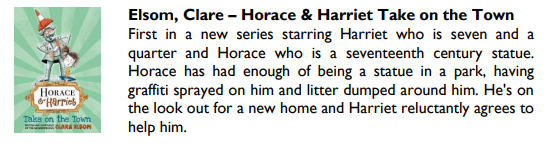 Elsom, Clare – Horace & Harriet Take on the Town
First in a new series starring Harriet who is seven and a
quarter and Horace who is a seventeenth century statue.
Horace has had enough of being a statue in a park, having
graffiti sprayed on him and litter dumped around him. He's on
the look out for a new home and Harriet reluctantly agrees to
help him.
HORACE
& Harriet
Take on the Town
CLARE ELSOM